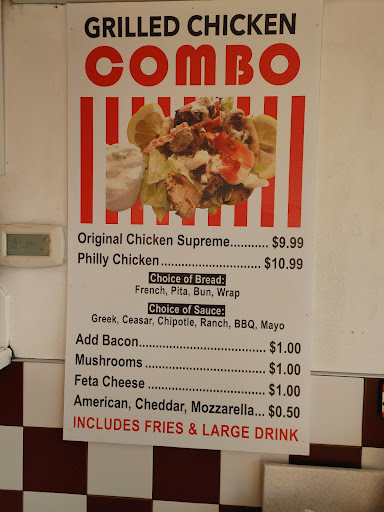 GRILLED CHICKEN
COMBO
Original Chicken Supreme........... $9.99
Philly Chicken............................ $10.99
Choice of Bread:
French, Pita, Bun, Wrap
Choice of Sauce:
Greek, Ceasar, Chipotie, Ranch, BBQ, Mayo
Add Bacon.................................... $1.00
Mushrooms ................................... $1.00
Feta Cheese .................................. $1.00
American, Cheddar, Mozzarella... $0.50
INCLUDES FRIES & LARGE DRINK